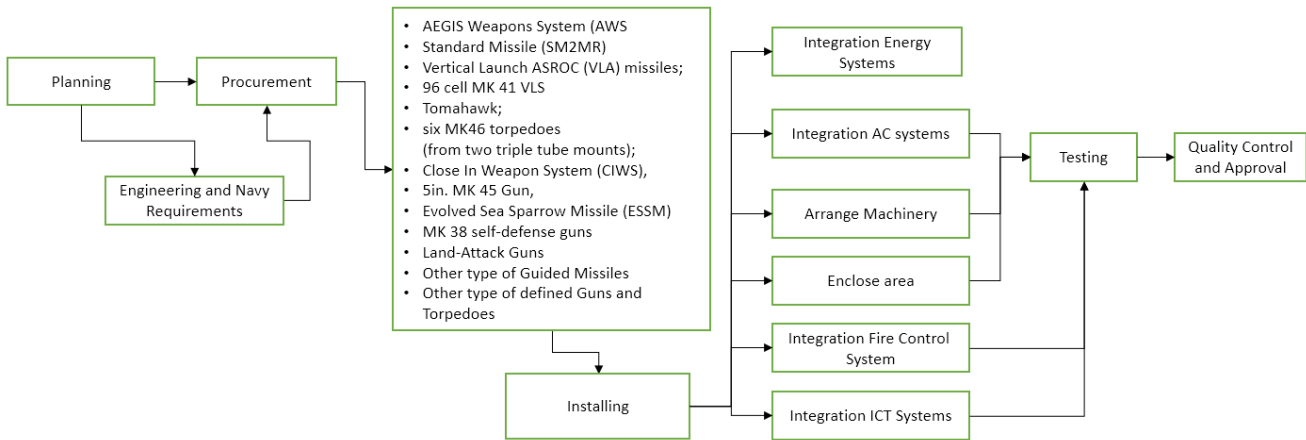 Planning
Procurement
Engineering and Navy
Requirements
• AEGIS Weapons System (AWS
• Standard Missile (SM2MR)
• Vertical Launch ASROC (VLA) missiles;
• 96 cell MK 41 VLS
• Tomahawk;
• six MK46 torpedoes
(from two triple tube mounts);
• Close In Weapon System (CIWS),
• 5in. MK 45 Gun,
• Evolved Sea Sparrow Missile (ESSM)
• MK 38 self-defense guns
• Land-Attack Guns
• Other type of Guided Missiles
• Other type of defined Guns and
Torpedoes
Installing
Integration Energy
Systems
Integration AC systems
Arrange Machinery
Enclose area
Integration Fire Control
System
Integration ICT Systems
Testing
Quality Control
and Approval